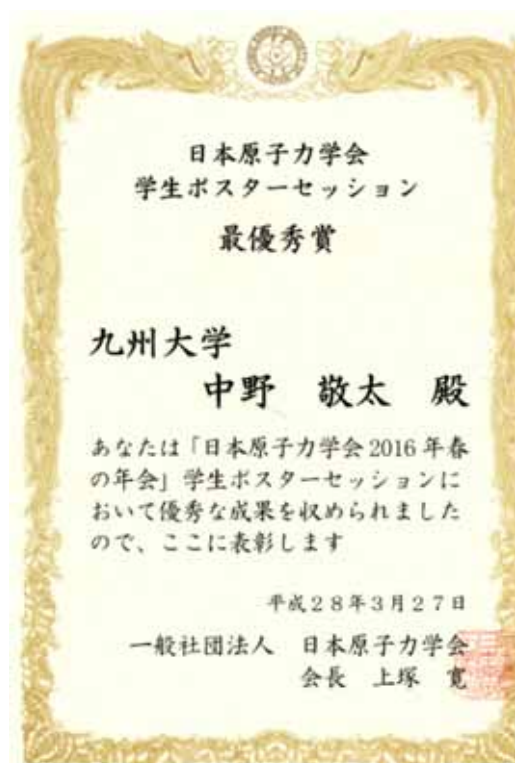 日本原子力学会
学生ポスターセッション
最優秀賞
九州大学
中野 敬太 殿
あなたは「日本原子力学会2016年春
の年会」学生ポスターセッションに
おいて優秀な成果を収められました
ので、ここに表彰します
平成28年3月27日
一般社団法人 日本原子力学会
会長 上塚 寛